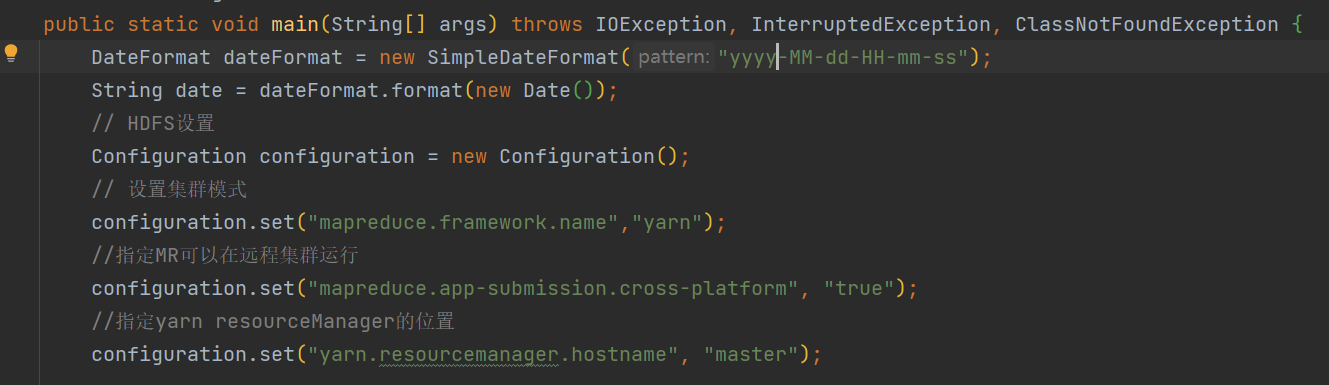 public static void main(String[] args) throws IOException, InterruptedException, ClassNotFoundException {
DateFormat dateFormat = new SimpleDateFormat( pattern: "yyyy-MM-dd-HH-mm-ss");
String date = dateFormat.format(new Date());
// HDFS设置
Configuration configuration = new Configuration();
// 设置集群模式
configuration.set("mapreduce.framework.name","yarn");
//指定MR可以在远程集群运行
configuration.set("mapreduce.app-submission.cross-platform", "true");
//指定yarn resourceManager的位置
configuration.set("yarn.resourcemanager.hostname", "master");